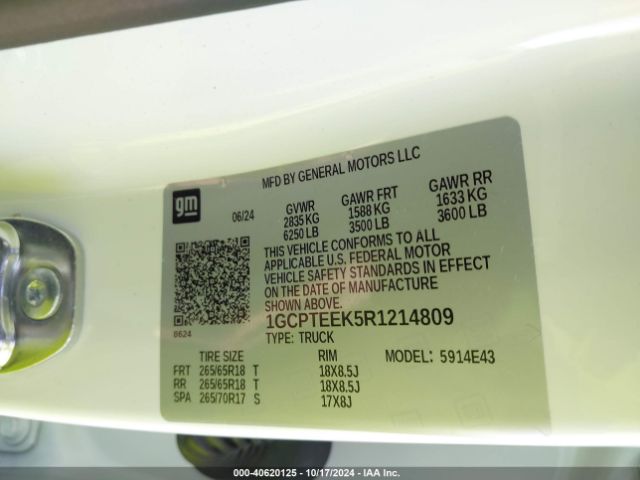 MFD BY GENERAL MOTORS LLC
gm
06/24
GVWR
2835 KG
6250 LB
GAWR FRT
1588 KG
3500 LB
GAWR RR
1633 KG
3600 LB
THIS VEHICLE CONFORMS TO ALL
APPLICABLE U.S. FEDERAL MOTOR
VEHICLE SAFETY STANDARDS IN EFFECT
ON THE DATE OF MANUFACTURE
SHOWN ABOVE.
8624
1GCPTEEK5R1214809
TYPE: TRUCK
TIRE SIZE RIM MODEL: 5914E43
FRT 265/65R18 T 18X8.5J
RR 265/65R18 T 18X8.5J
SPA 265/70R17 S 17X8J
000-40620125 - 10/17/2024 - IAA Inc.